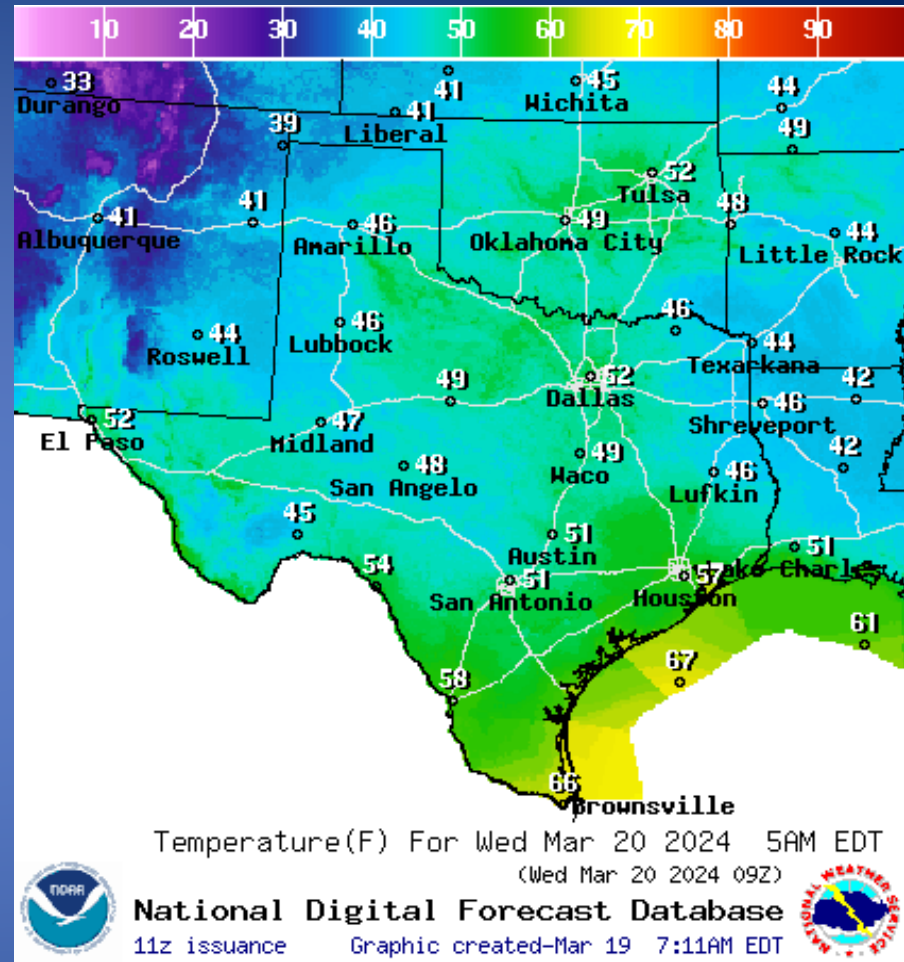 10 20 30 40 50 60 70 80 90
33
Durango
41
41
Liberal
45
Wichita
44
39
49
52
Tulsa
41
Albuquerque
41
46
Amarillo
49
Oklahoma City
48
44
Little Rock
44
Roswell
46
Lubbock
46
44
Texarkana
52
El Paso
47
Midland
49
52
Dallas
46
Shreveport
42
48
San Angelo
49
Waco
46
Lufkin
42
45
51
Austin
51
Lake Charles
54
51
San Antonio
57
Houston
61
58
67
66
Brownsville
Temperature(F) For Wed Mar 20 2024 5AM EDT
(Wed Mar 20 2024 09Z)
National Digital Forecast Database
11z issuance Graphic created-Mar 19 7:11AM EDT
NOAA
NATIONAL WEATHER SERVICE